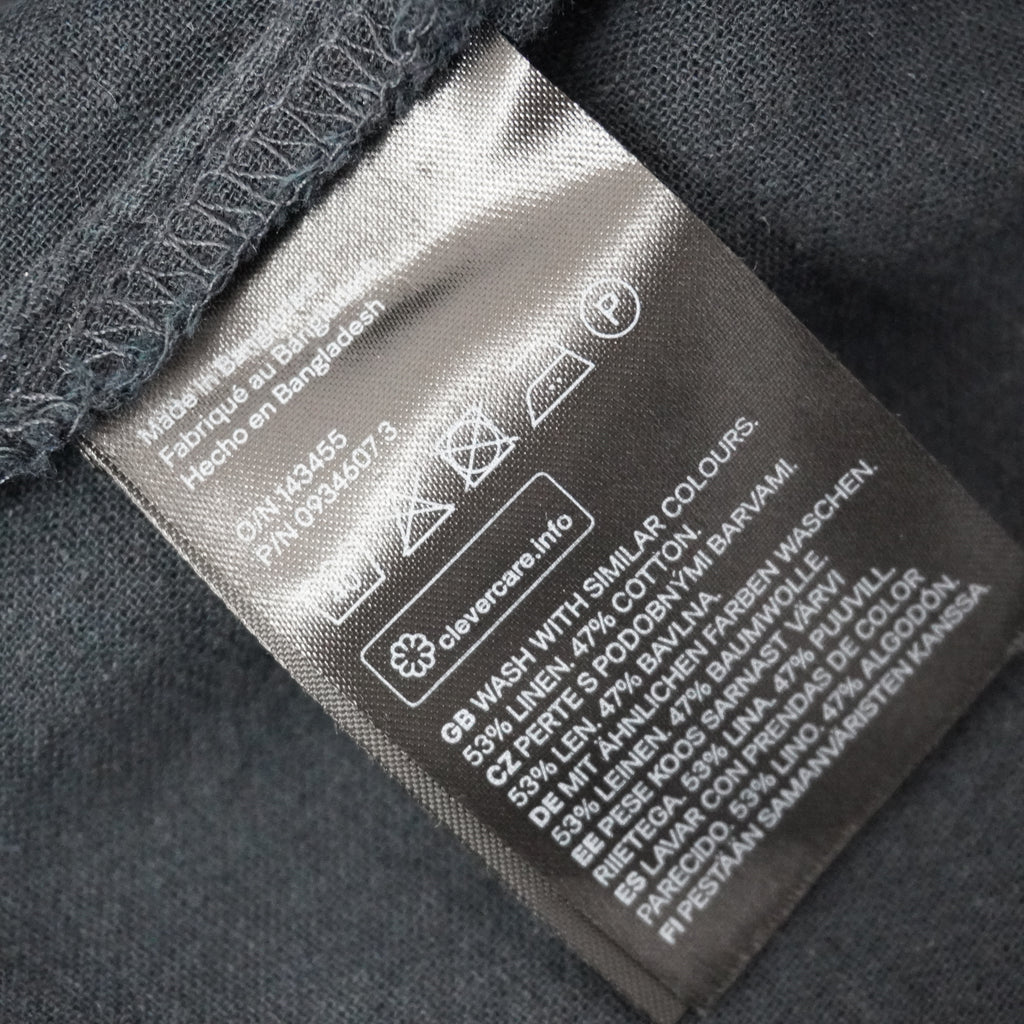 Made in Bangladesh
Fabriqué au Bangladesh
Hecho en Bangladesh
O/N 143455
P/N 0934607.3
P
clevercare.info
GB WASH WITH SIMILAR COLOURS.
53% LINEN. 47% COTTON.
CZ PERTE S PODOBNÝMI BARVAMI.
53% LEN. 47% BAVLNA.
DE MIT ÄHNLICHEN FARBEN WASCHEN.
53% LEINEN. 47% BAUMWOLLE
EE PESE KOOS SARNAST VÄRVI
RIIETEGA. 53% LINA. 47% PUUVILL
ES LAVAR CON PRENDAS DE COLOR
PARECIDO. 53% LINO. 47% ALGODÓN.
FI PESTÄÄN SAMANVÄRISTEN KANSSA